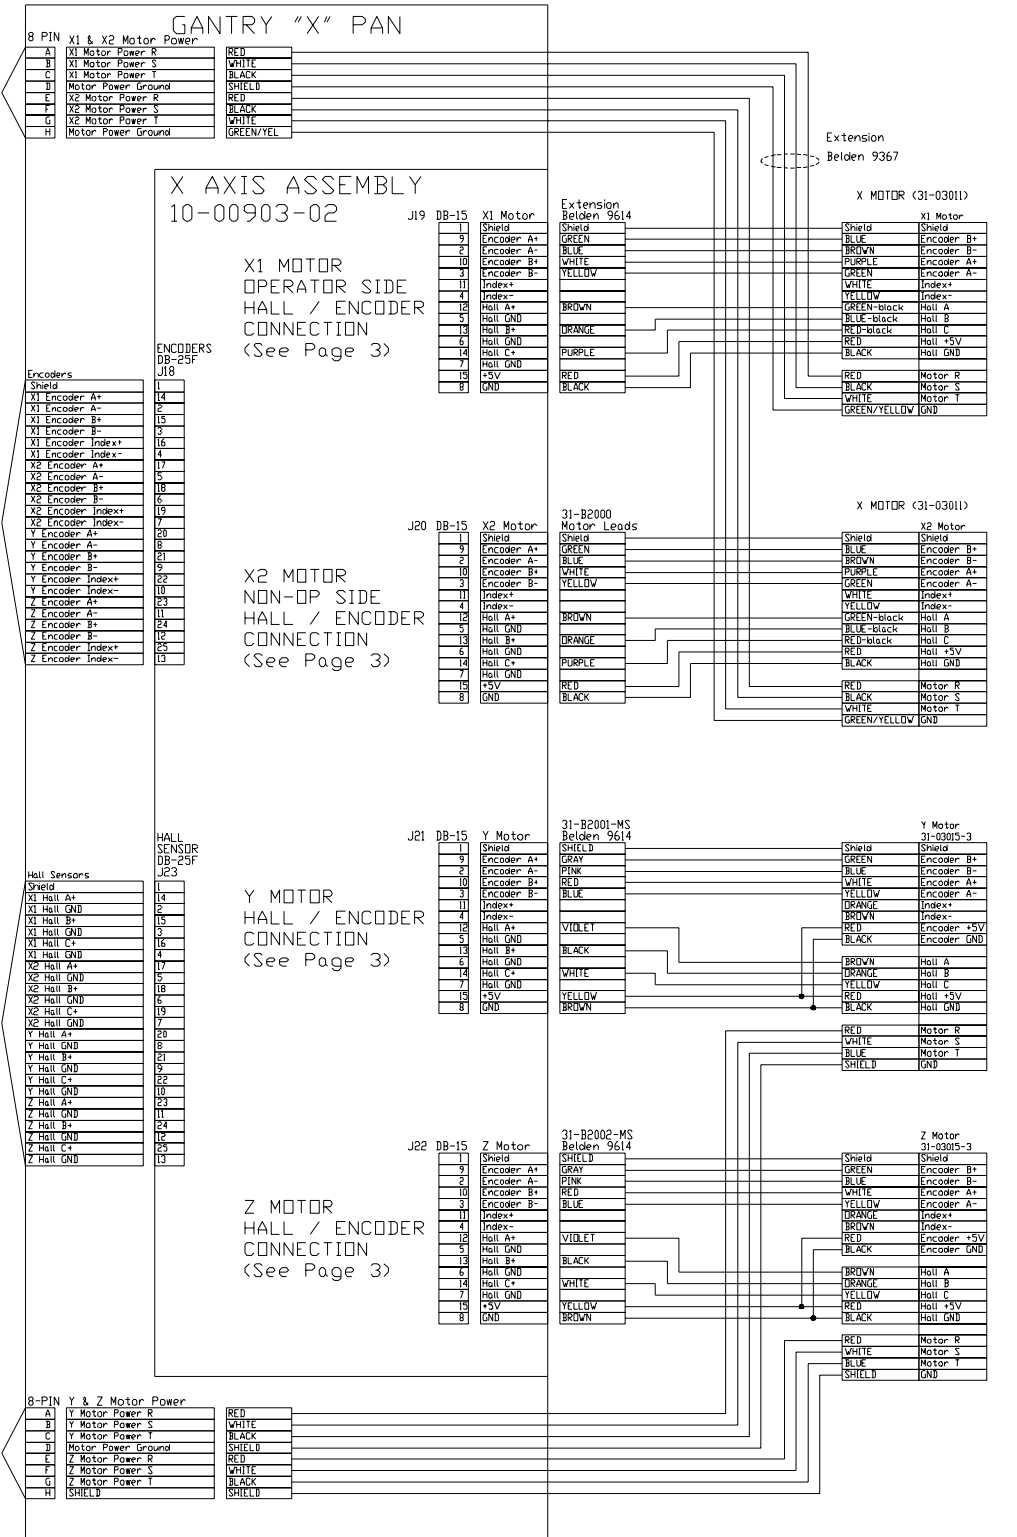 GANTRY "X" PAN
8 PIN X1 & X2 Motor Power
A X1 Motor Power R RED
B X1 Motor Power S WHITE
C X1 Motor Power T BLACK
D Motor Power Ground SHIELD
E X2 Motor Power R RED
F X2 Motor Power S BLACK
G X2 Motor Power T WHITE
H Motor Power Ground GREEN/YEL
Extension
Belden 9367
X AXIS ASSEMBLY
10-00903-02
X1 MOTOR
OPERATOR SIDE
HALL / ENCODER
CONNECTION
(See Page 3)
J19 DB-15 X1 Motor
Extension
Belden 9614
1 Shield Shield
9 Encoder A+ GREEN
2 Encoder A- BLUE
10 Encoder B+ WHITE
3 Encoder B- YELLOW
11 Index+
4 Index-
12 Hall A+ BROWN
5 Hall GND
13 Hall B+ ORANGE
6 Hall GND
14 Hall C+ PURPLE
7 Hall GND
15 +5V RED
8 GND BLACK
X MOTOR (31-03011)
X1 Motor
Shield Shield
BLUE Encoder B+
BROWN Encoder B-
PURPLE Encoder A+
GREEN Encoder A-
WHITE Index+
YELLOW Index-
GREEN-black Hall A
BLUE-black Hall B
RED-black Hall C
RED Hall +5V
BLACK Hall GND
RED Motor R
BLACK Motor S
WHITE Motor T
GREEN/YELLOW GND
ENCODERS
DB-25F
J18
Encoders
Shield 1
X1 Encoder A+ 14
X1 Encoder A- 2
X1 Encoder B+ 15
X1 Encoder B- 3
X1 Encoder Index+ 16
X1 Encoder Index- 4
X2 Encoder A+ 17
X2 Encoder A- 5
X2 Encoder B+ 18
X2 Encoder B- 6
X2 Encoder Index+ 19
X2 Encoder Index- 7
Y Encoder A+ 20
Y Encoder A- 8
Y Encoder B+ 21
Y Encoder B- 9
Y Encoder Index+ 22
Y Encoder Index- 10
Z Encoder A+ 23
Z Encoder A- 11
Z Encoder B+ 24
Z Encoder B- 12
Z Encoder Index+ 25
Z Encoder Index- 13
X2 MOTOR
NON-OP SIDE
HALL / ENCODER
CONNECTION
(See Page 3)
J20 DB-15 X2 Motor
31-B2000
Motor Leads
1 Shield Shield
9 Encoder A+ GREEN
2 Encoder A- BLUE
10 Encoder B+ WHITE
3 Encoder B- YELLOW
11 Index+
4 Index-
12 Hall A+ BROWN
5 Hall GND
13 Hall B+ ORANGE
6 Hall GND
14 Hall C+ PURPLE
7 Hall GND
15 +5V RED
8 GND BLACK
X MOTOR (31-03011)
X2 Motor
Shield Shield
BLUE Encoder B+
BROWN Encoder B-
PURPLE Encoder A+
GREEN Encoder A-
WHITE Index+
YELLOW Index-
GREEN-black Hall A
BLUE-black Hall B
RED-black Hall C
RED Hall +5V
BLACK Hall GND
RED Motor R
BLACK Motor S
WHITE Motor T
GREEN/YELLOW GND
HALL
SENSOR
DB-25F
J23
Hall Sensors
Shield 1
X1 Hall A+ 14
X1 Hall GND 2
X1 Hall B+ 15
X1 Hall GND 3
X1 Hall C+ 16
X1 Hall GND 4
X2 Hall A+ 17
X2 Hall GND 5
X2 Hall B+ 18
X2 Hall GND 6
X2 Hall C+ 19
X2 Hall GND 7
Y Hall A+ 20
Y Hall GND 8
Y Hall B+ 21
Y Hall GND 9
Y Hall C+ 22
Y Hall GND 10
Z Hall A+ 23
Z Hall GND 11
Z Hall B+ 24
Z Hall GND 12
Z Hall C+ 25
Z Hall GND 13
Y MOTOR
HALL / ENCODER
CONNECTION
(See Page 3)
J21 DB-15 Y Motor
31-B2001-MS
Belden 9614
1 Shield SHIELD
9 Encoder A+ GRAY
2 Encoder A- PINK
10 Encoder B+ RED
3 Encoder B- BLUE
11 Index+
4 Index-
12 Hall A+ VIOLET
5 Hall GND
13 Hall B+ BLACK
6 Hall GND
14 Hall C+ WHITE
7 Hall GND
15 +5V YELLOW
8 GND BROWN
Y Motor
31-03015-3
Shield Shield
GREEN Encoder B+
BLUE Encoder B-
WHITE Encoder A+
YELLOW Encoder A-
ORANGE Index+
BROWN Index-
RED Encoder +5V
BLACK Encoder GND
BROWN Hall A
ORANGE Hall B
YELLOW Hall C
RED Hall +5V
BLACK Hall GND
RED Motor R
WHITE Motor S
BLUE Motor T
SHIELD GND
Z MOTOR
HALL / ENCODER
CONNECTION
(See Page 3)
J22 DB-15 Z Motor
31-B2002-MS
Belden 9614
1 Shield SHIELD
9 Encoder A+ GRAY
2 Encoder A- PINK
10 Encoder B+ RED
3 Encoder B- BLUE
11 Index+
4 Index-
12 Hall A+ VIOLET
5 Hall GND
13 Hall B+ BLACK
6 Hall GND
14 Hall C+ WHITE
7 Hall GND
15 +5V YELLOW
8 GND BROWN
Z Motor
31-03015-3
Shield Shield
GREEN Encoder B+
BLUE Encoder B-
WHITE Encoder A+
YELLOW Encoder A-
ORANGE Index+
BROWN Index-
RED Encoder +5V
BLACK Encoder GND
BROWN Hall A
ORANGE Hall B
YELLOW Hall C
RED Hall +5V
BLACK Hall GND
RED Motor R
WHITE Motor S
BLUE Motor T
SHIELD GND
8-PIN Y & Z Motor Power
A Y Motor Power R RED
B Y Motor Power S WHITE
C Y Motor Power T BLACK
D Motor Power Ground SHIELD
E Z Motor Power R RED
F Z Motor Power S WHITE
G Z Motor Power T BLACK
H SHIELD SHIELD